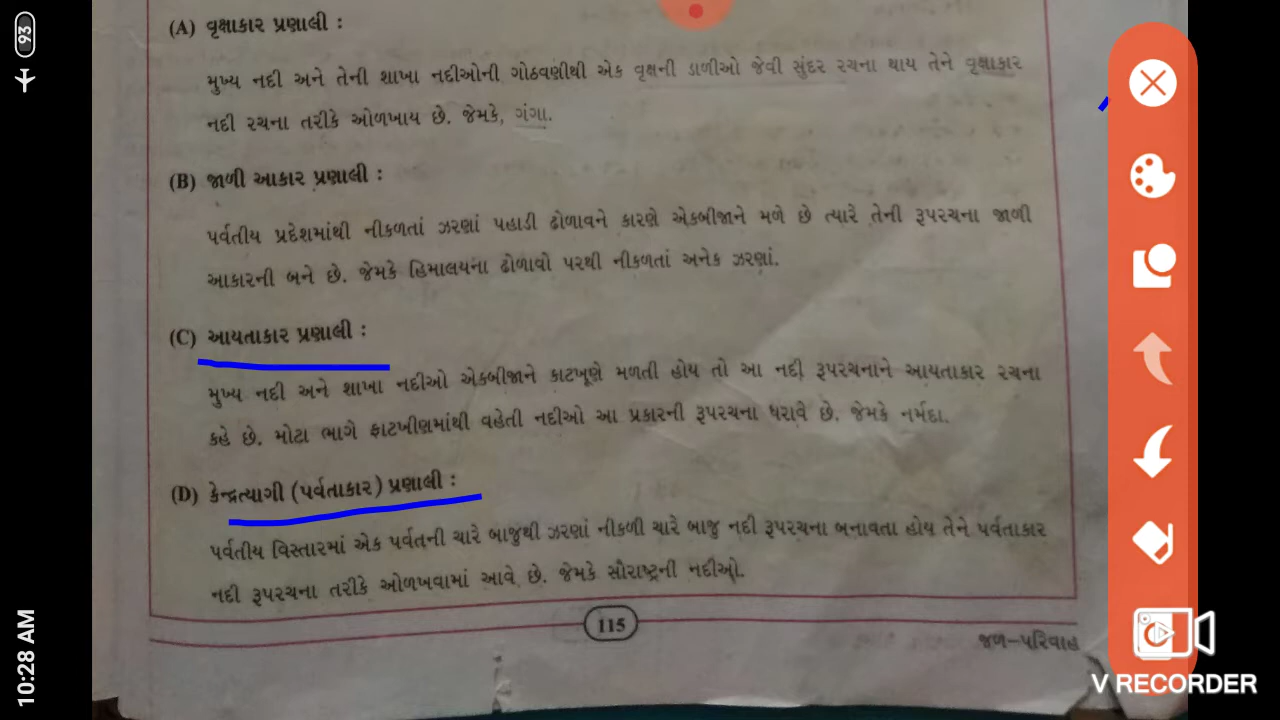 93
(A) વૃક્ષાકાર પ્રણાલી :
મુખ્ય નદી અને તેની શાખા નદીઓની ગોઠવણીથી એક વૃક્ષની ડાળીઓ જેવી સુંદર રચના થાય તેને વૃક્ષાકાર
નદી રચના તરીકે ઓળખાય છે. જેમકે, ગંગા.
(B) જાળી આકાર પ્રણાલી :
પર્વતીય પ્રદેશમાંથી નીકળતાં ઝરણાં પહાડી ઢોળાવને કારણે એકબીજાને મળે છે ત્યારે તેની રૂપરચના જાળી
આકારની બને છે. જેમકે હિમાલયના ઢોળાવો પરથી નીકળતાં અનેક ઝરણાં.
(C) આયતાકાર પ્રણાલી :
મુખ્ય નદી અને શાખા નદીઓ એકબીજાને કાટખૂણે મળતી હોય તો આ નદી રૂપરચનાને આયતાકાર રચના
કહે છે. મોટા ભાગે ફાટખીણમાંથી વહેતી નદીઓ આ પ્રકારની રૂપરચના ધરાવે છે. જેમકે નર્મદા.
(D) કેન્દ્રત્યાગી (પર્વતાકાર) પ્રણાલી :
પર્વતીય વિસ્તારમાં એક પર્વતની ચારે બાજુથી ઝરણાં નીકળી ચારે બાજુ નદી રૂપરચના બનાવતા હોય તેને પર્વતાકાર
નદી રૂપરચના તરીકે ઓળખવામાં આવે છે. જેમકે સૌરાષ્ટ્રની નદીઓ.
115
જળ-પરિવાહ
10:28 AM
V RECORDER